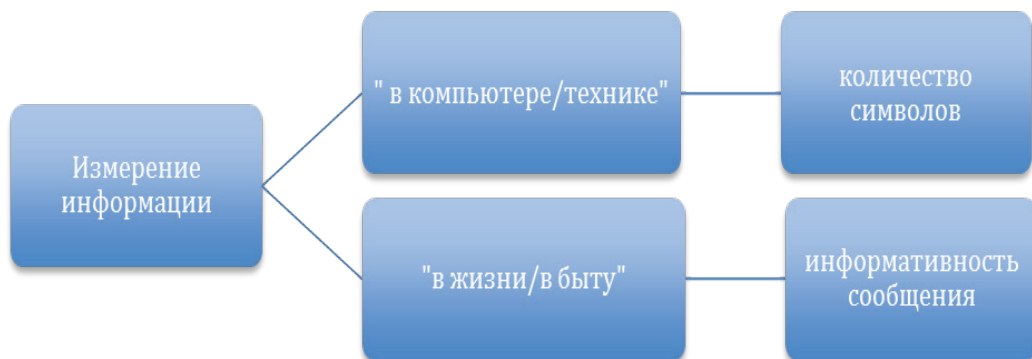 Измерение
информации
" в компьютере/технике"
количество
символов
"в жизни/в быту"
информативность
сообщения